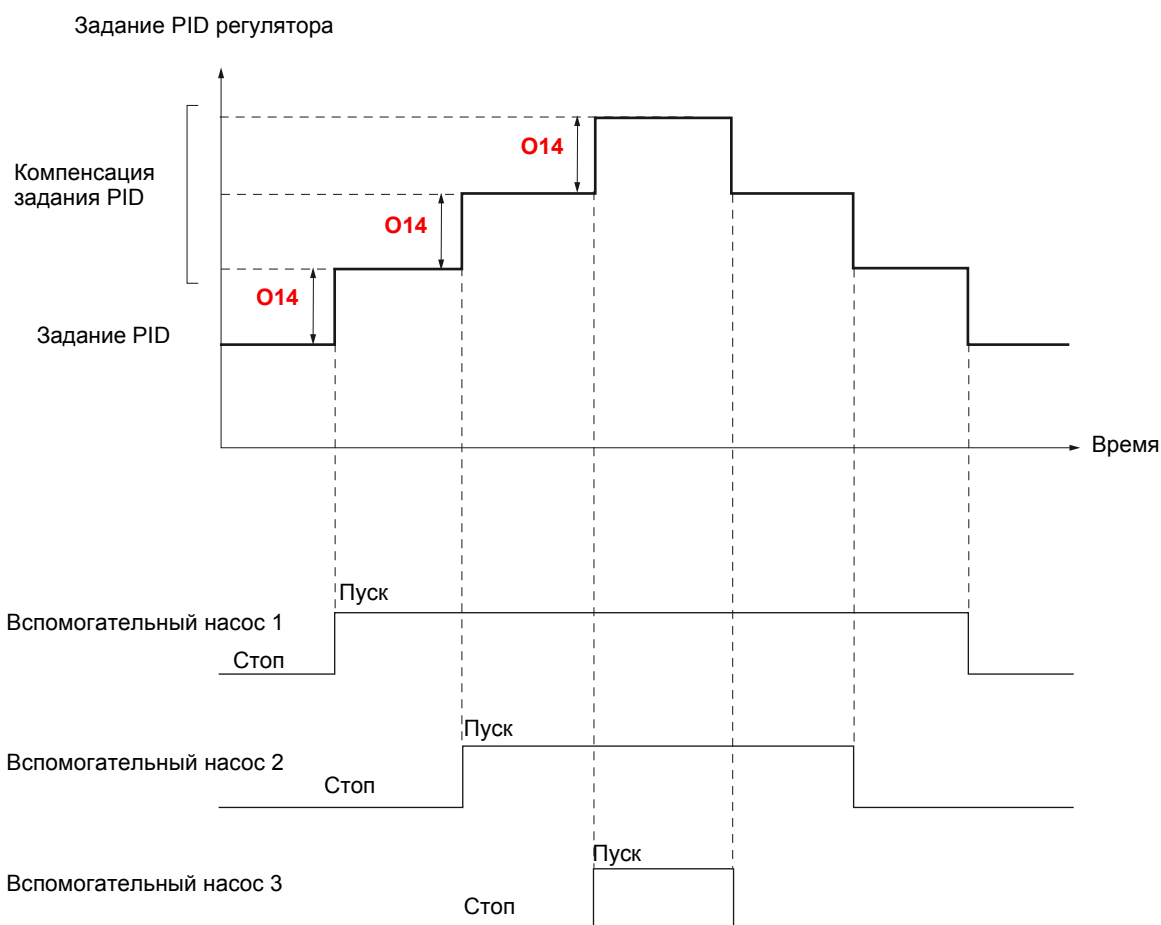 Задание PID регулятора
O14
Компенсация
задания PID
O14
O14
Задание PID
Время
Пуск
Вспомогательный насос 1
Стоп
Пуск
Вспомогательный насос 2
Стоп
Пуск
Вспомогательный насос 3
Стоп